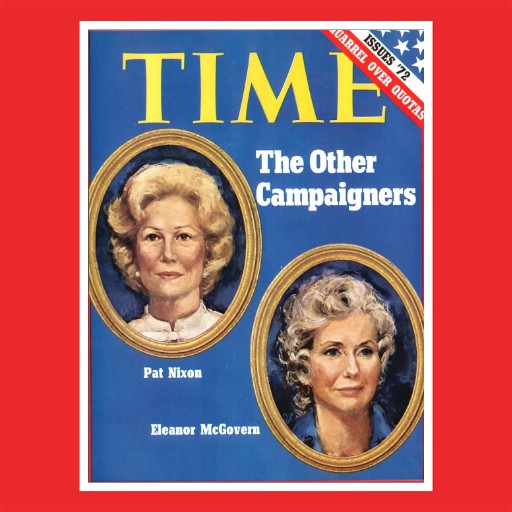 TIME
ISSUES '72
QUARREL OVER QUOTAS
The Other
Campaigners
Pat Nixon
Eleanor McGovern